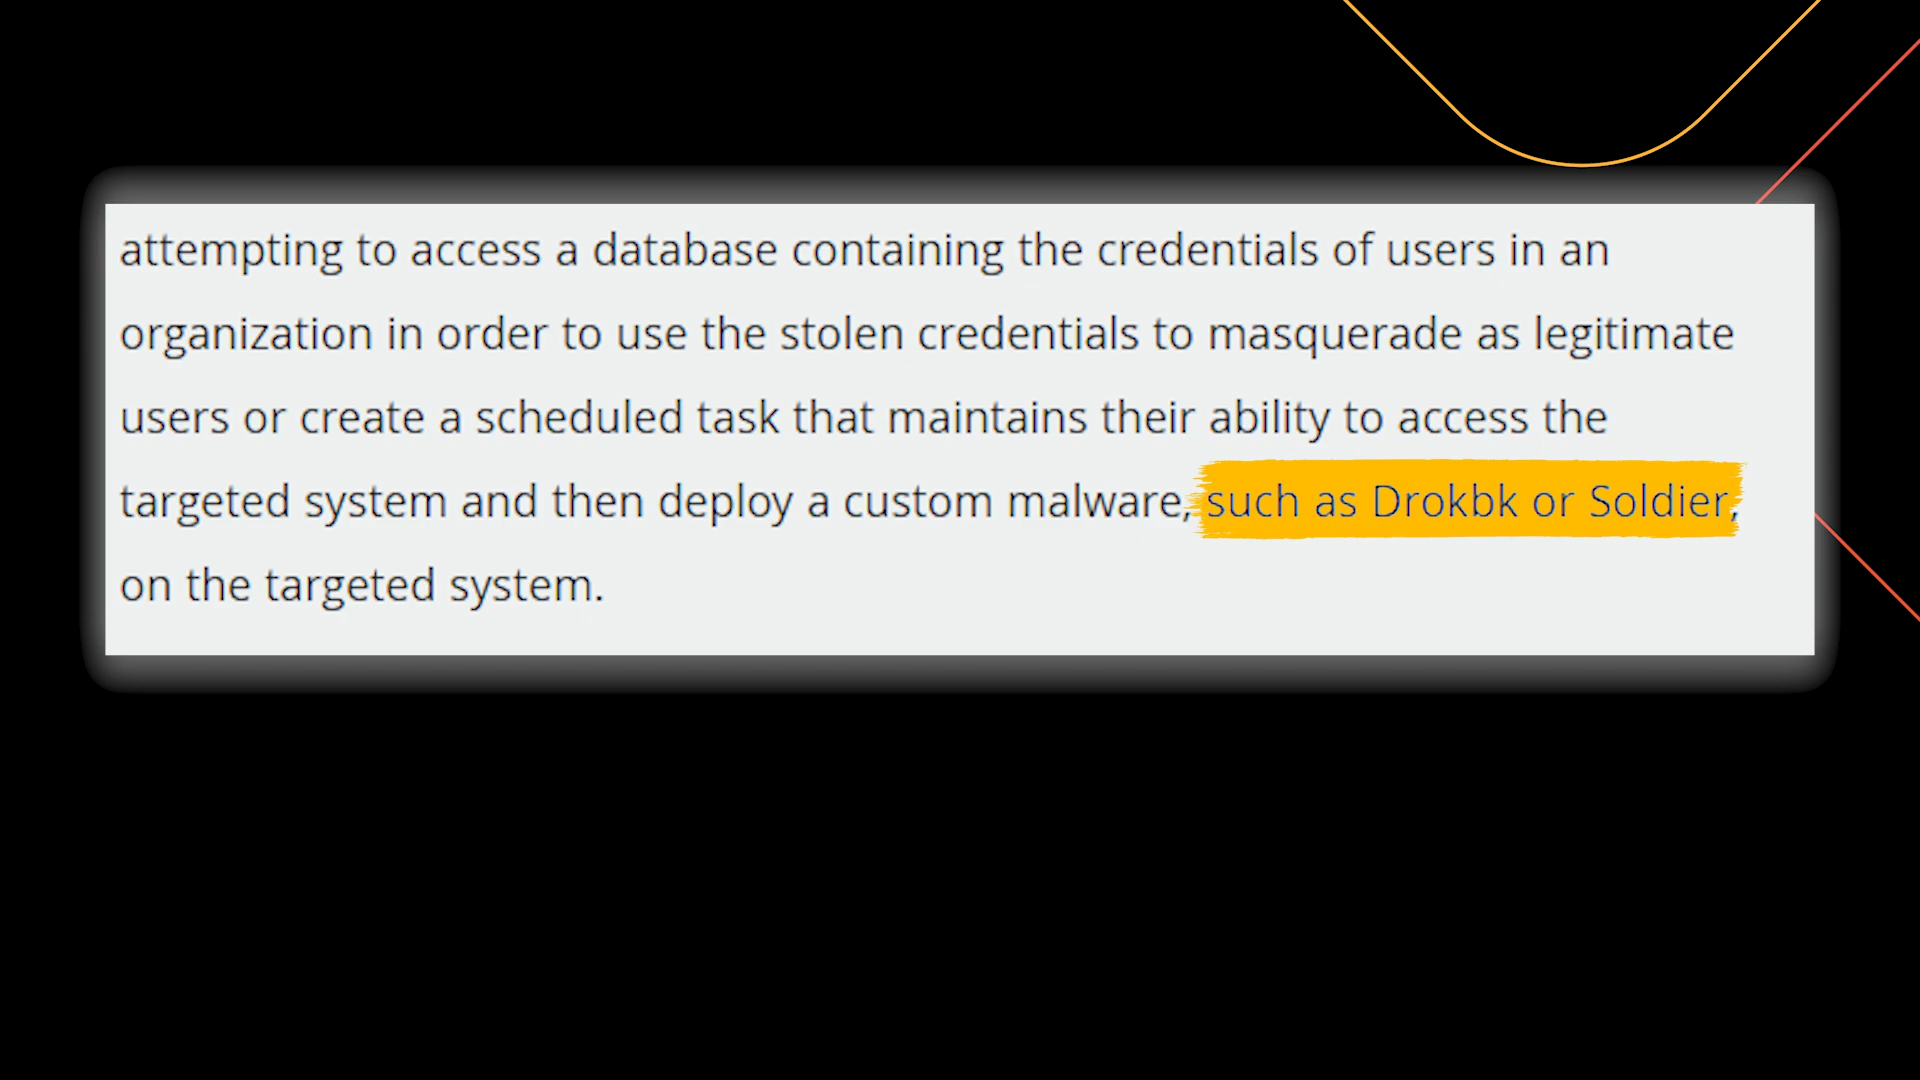 attempting to access a database containing the credentials of users in an
organization in order to use the stolen credentials to masquerade as legitimate
users or create a scheduled task that maintains their ability to access the
targeted system and then deploy a custom malware, such as Drokbk or Soldier,
on the targeted system.